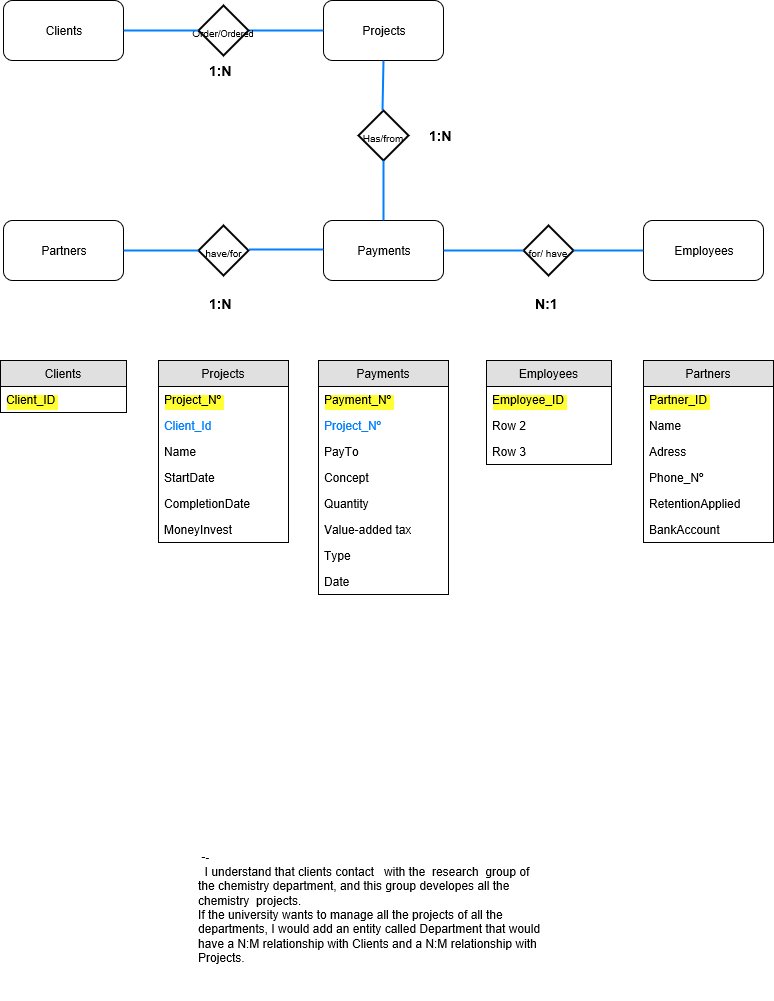 Clients
Order/Ordered
Projects
1:N
Has/from
1:N
Partners
have/for
Payments
for/ have
Employees
1:N
N:1
Clients
Client_ID
Projects
Project_Nº
Client_Id
Name
StartDate
CompletionDate
MoneyInvest
Payments
Payment_Nº
Project_Nº
PayTo
Concept
Quantity
Value-added tax
Type
Date
Employees
Employee_ID
Row 2
Row 3
Partners
Partner_ID
Name
Adress
Phone_Nº
RetentionApplied
BankAccount
--
I understand that clients contact with the research group of
the chemistry department, and this group developes all the
chemistry projects.
If the university wants to manage all the projects of all the
departments, I would add an entity called Department that would
have a N:M relationship with Clients and a N:M relationship with
Projects.